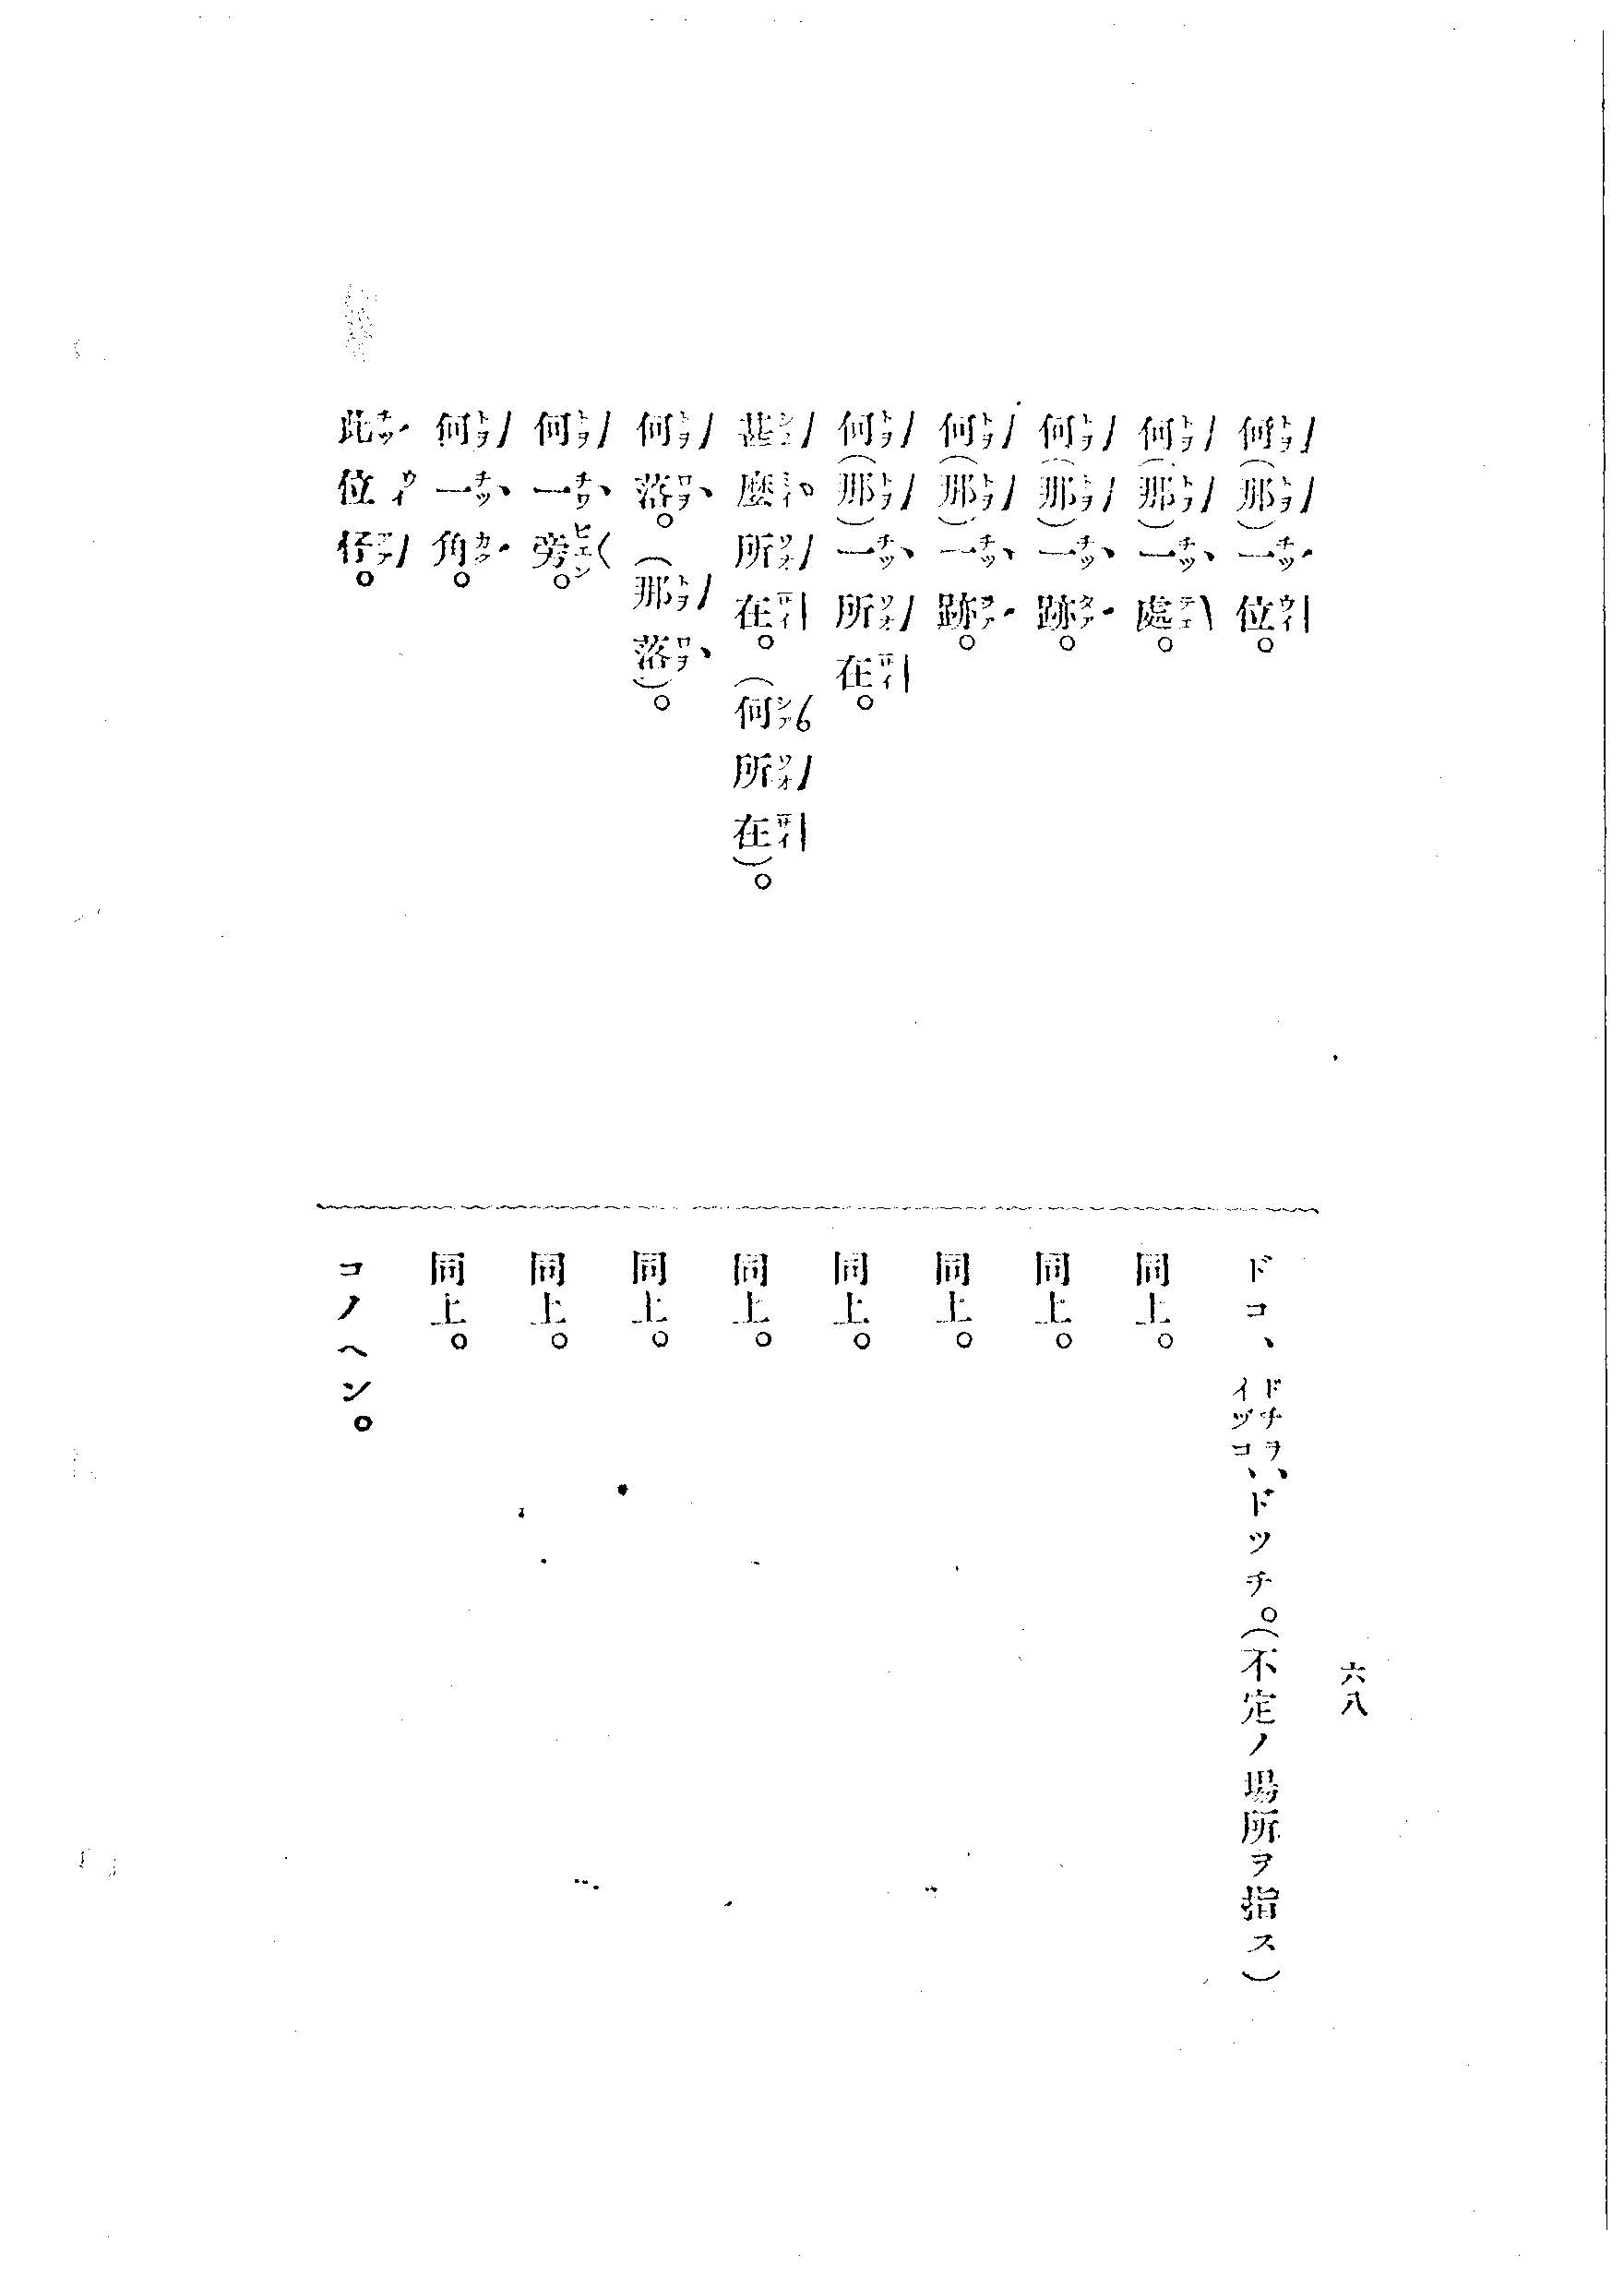 六八
何(那)一位。
ドコ、ドチヲ、イヅコ、ドツチ。(不定ノ場所ヲ指ス)
何(那)一處。
同上。
何(那)一跡。
同上。
何(那)一跡。
同上。
何(那)一所在。
同上。
甚麼所在。(何所在)。
同上。
何落。(那落)。
同上。
何一旁。
同上。
何一角。
同上。
此位仔。
コノヘン。